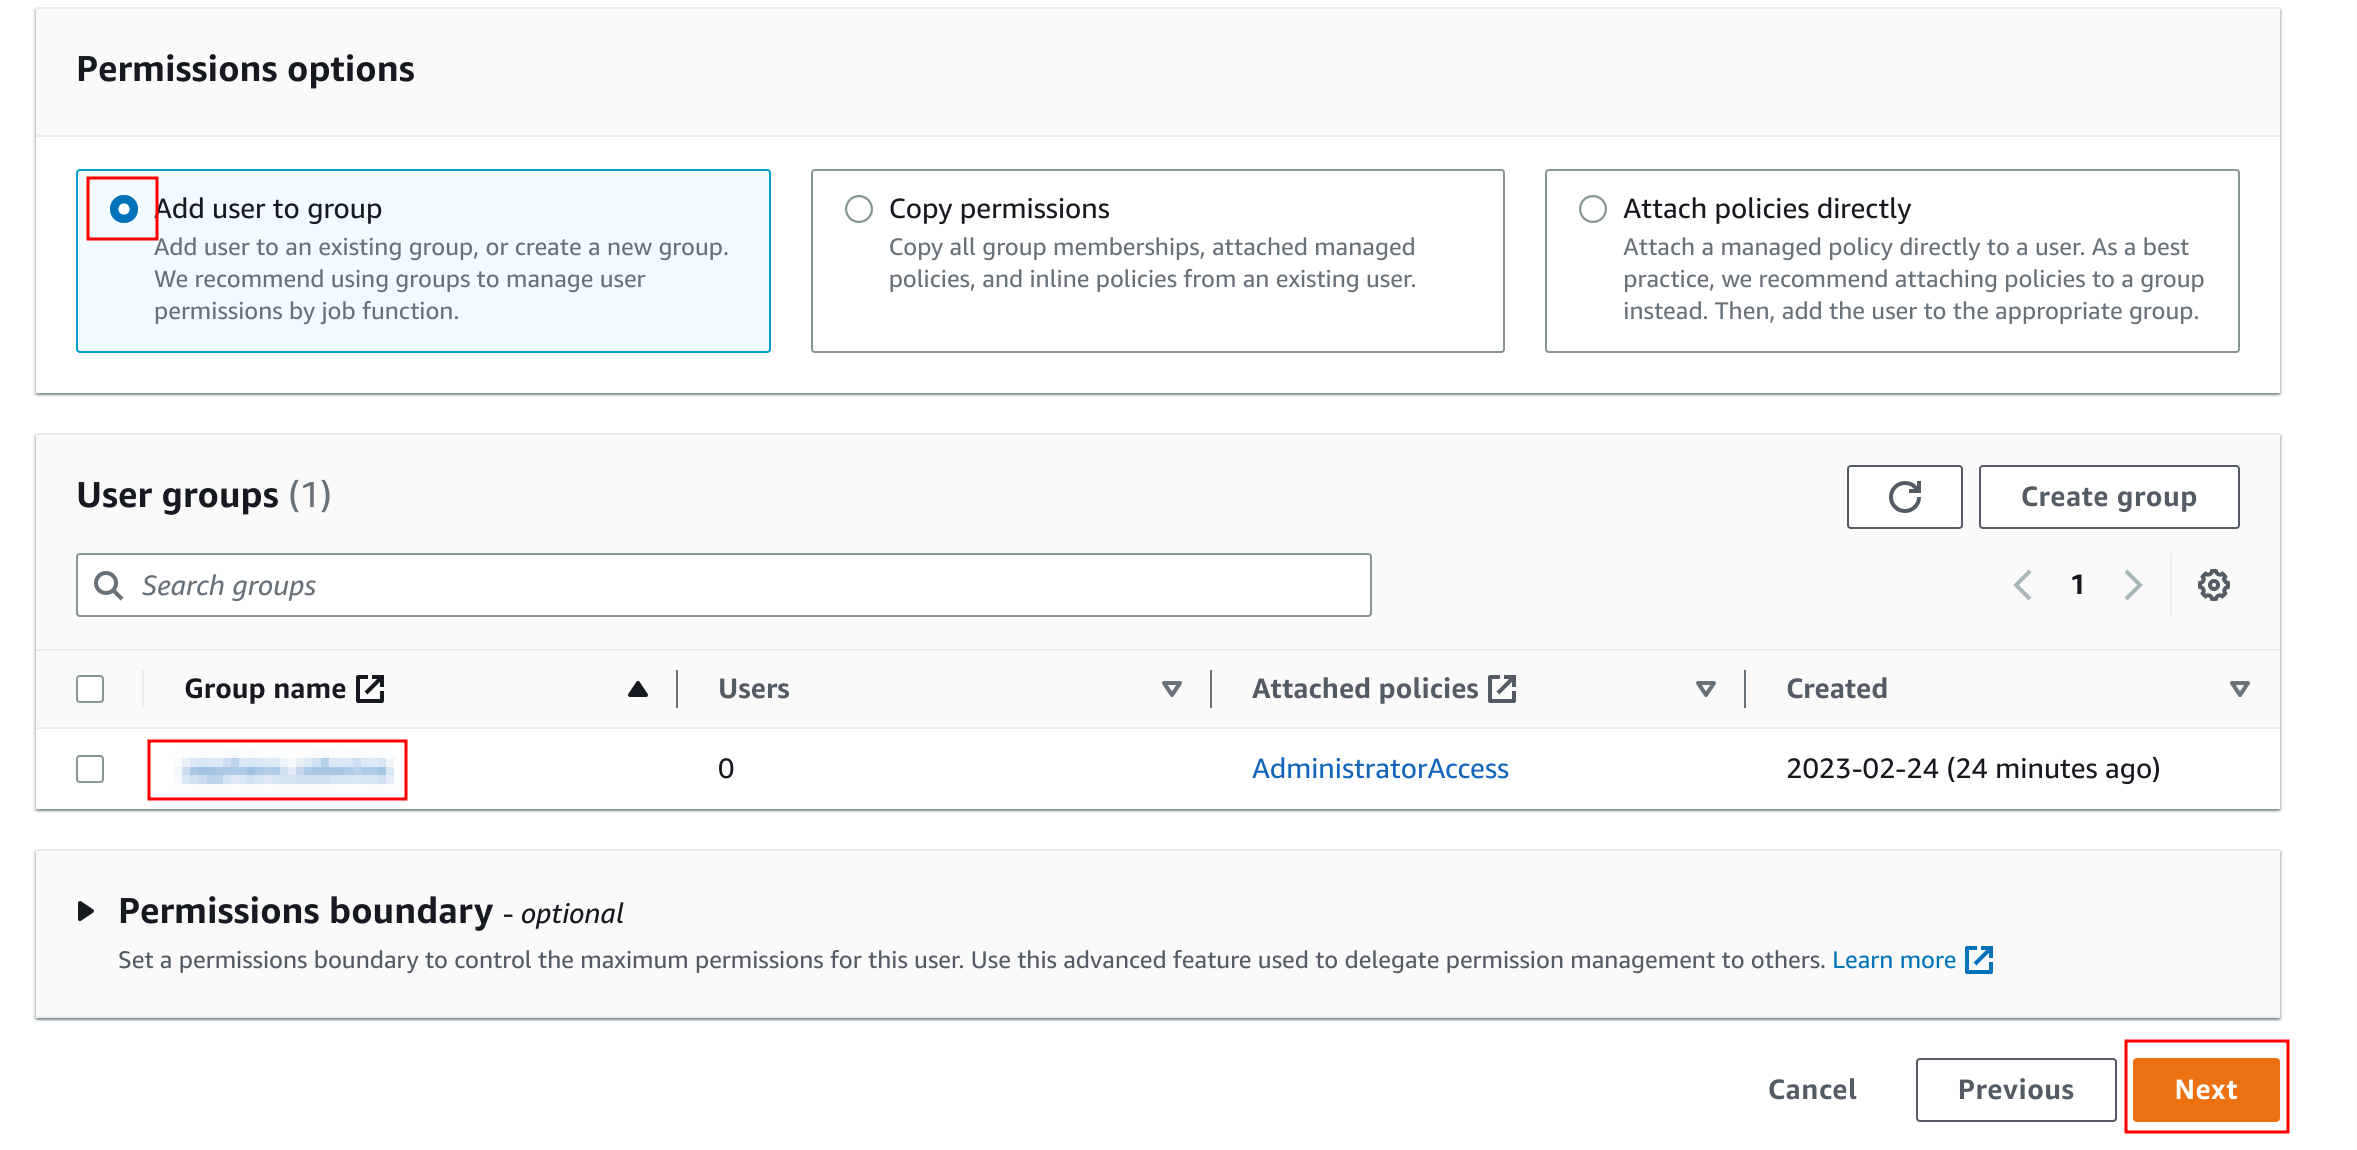 Permissions options
Add user to group
Add user to an existing group, or create a new group.
We recommend using groups to manage user
permissions by job function.
Copy permissions
Copy all group memberships, attached managed
policies, and inline policies from an existing user.
Attach policies directly
Attach a managed policy directly to a user. As a best
practice, we recommend attaching policies to a group
instead. Then, add the user to the appropriate group.
User groups (1)
Create group
Search groups
1
Group name Users Attached policies Created
0 AdministratorAccess 2023-02-24 (24 minutes ago)
Permissions boundary - optional
Set a permissions boundary to control the maximum permissions for this user. Use this advanced feature used to delegate permission management to others. Learn more
Cancel Previous Next